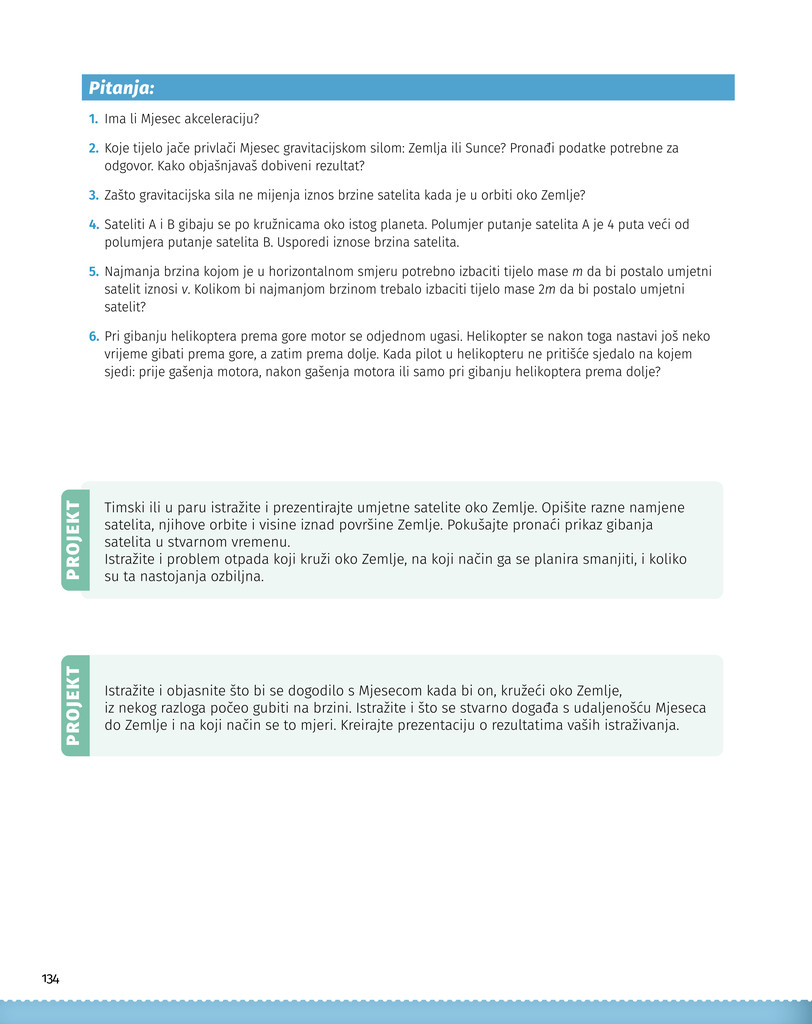 Pitanja:
1. Ima li Mjesec akceleraciju?
2. Koje tijelo jače privlači Mjesec gravitacijskom silom: Zemlja ili Sunce? Pronađi podatke potrebne za
odgovor. Kako objašnjavaš dobiveni rezultat?
3. Zašto gravitacijska sila ne mijenja iznos brzine satelita kada je u orbiti oko Zemlje?
4. Sateliti A i B gibaju se po kružnicama oko istog planeta. Polumjer putanje satelita A je 4 puta veći od
polumjera putanje satelita B. Usporedi iznose brzina satelita.
5. Najmanja brzina kojom je u horizontalnom smjeru potrebno izbaciti tijelo mase m da bi postalo umjetni
satelit iznosi v. Kolikom bi najmanjom brzinom trebalo izbaciti tijelo mase 2m da bi postalo umjetni
satelit?
6. Pri gibanju helikoptera prema gore motor se odjednom ugasi. Helikopter se nakon toga nastavi još neko
vrijeme gibati prema gore, a zatim prema dolje. Kada pilot u helikopteru ne pritišće sjedalo na kojem
sjedi: prije gašenja motora, nakon gašenja motora ili samo pri gibanju helikoptera prema dolje?
PROJEKT
Timski ili u paru istražite i prezentirajte umjetne satelite oko Zemlje. Opišite razne namjene
satelita, njihove orbite i visine iznad površine Zemlje. Pokušajte pronaći prikaz gibanja
satelita u stvarnom vremenu.
Istražite i problem otpada koji kruži oko Zemlje, na koji način ga se planira smanjiti, i koliko
su ta nastojanja ozbiljna.
PROJEKT
Istražite i objasnite što bi se dogodilo s Mjesecom kada bi on, kružeći oko Zemlje,
iz nekog razloga počeo gubiti na brzini. Istražite i što se stvarno događa s udaljenošću Mjeseca
do Zemlje i na koji način se to mjeri. Kreirajte prezentaciju o rezultatima vaših istraživanja.
134